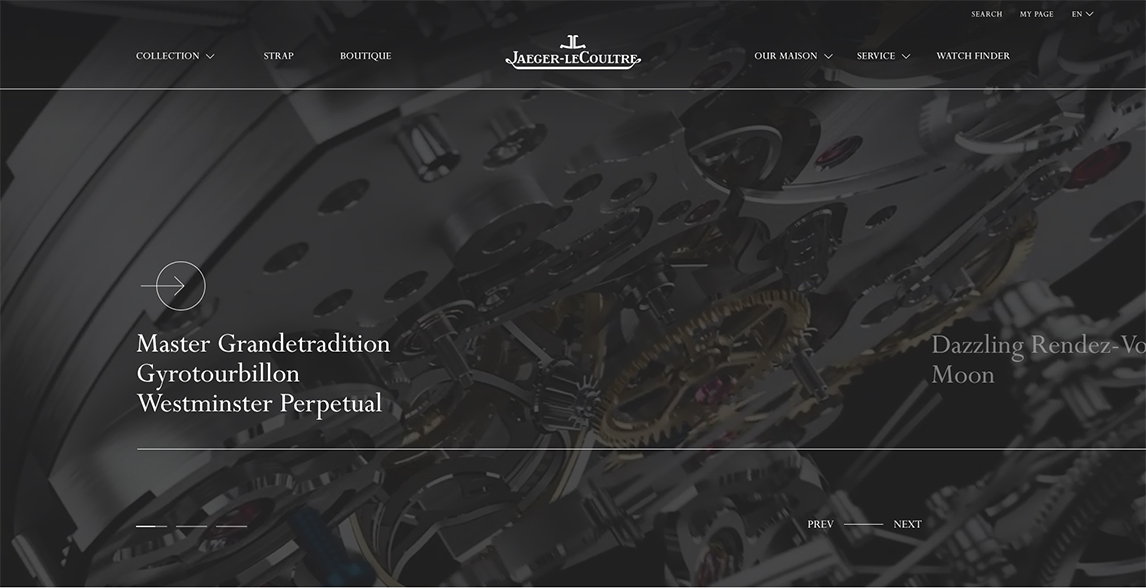 SEARCH MY PAGE EN
COLLECTION STRAP BOUTIQUE JAEGER-LECOULTRE OUR MAISON SERVICE WATCH FINDER
Master Grandetradition
Gyrotourbillon
Westminster Perpetual
Dazzling Rendez-Vo
Moon
PREV NEXT